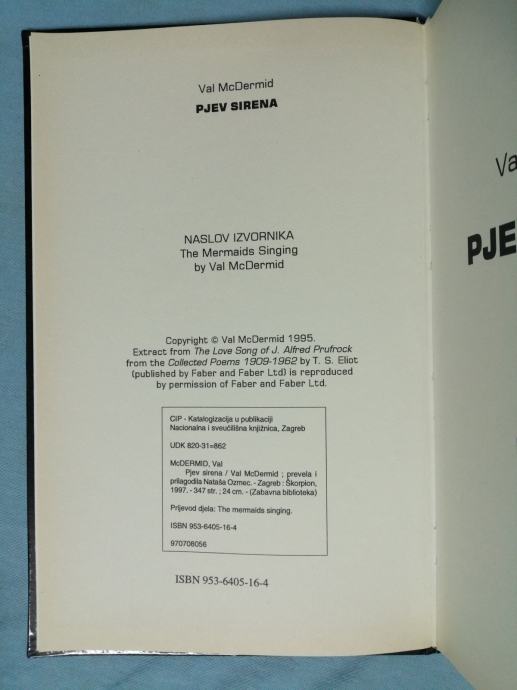 Val McDermid
PJEV SIRENA
NASLOV IZVORNIKA
The Mermaids Singing
by Val McDermid
Copyright © Val McDermid 1995.
Extract from The Love Song of J. Alfred Prufrock
from the Collected Poems 1909-1962 by T. S. Eliot
(published by Faber and Faber Ltd) is reproduced
by permission of Faber and Faber Ltd.
CIP - Katalogizacija u publikaciji
Nacionalna i sveučilišna knjižnica, Zagreb
UDK 820-31=862
McDERMID, Val
Pjev sirena / Val McDermid ; prevela i
prilagodila Nataša Ozmec. - Zagreb : Škorpion,
1997. - 347 str. ; 24 cm. - (Zabavna biblioteka)
Prijevod djela: The mermaids singing.
ISBN 953-6405-16-4
970708056
ISBN 953-6405-16-4
Va
PJE